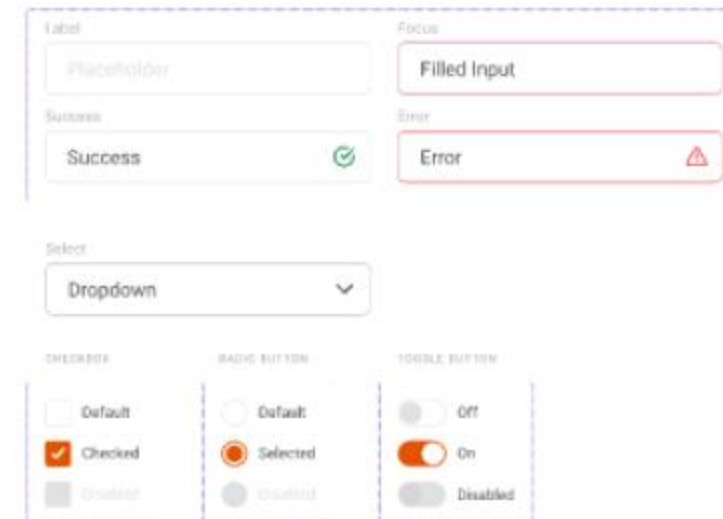 Label
Focus
Placeholder
Filled Input
Success
Error
Success
Error
Select
Dropdown
CHECKBOX
RADIO BUTTON
TOGGLE BUTTON
Default
Default
Off
Checked
Selected
On
Disabled
Disabled
Disabled